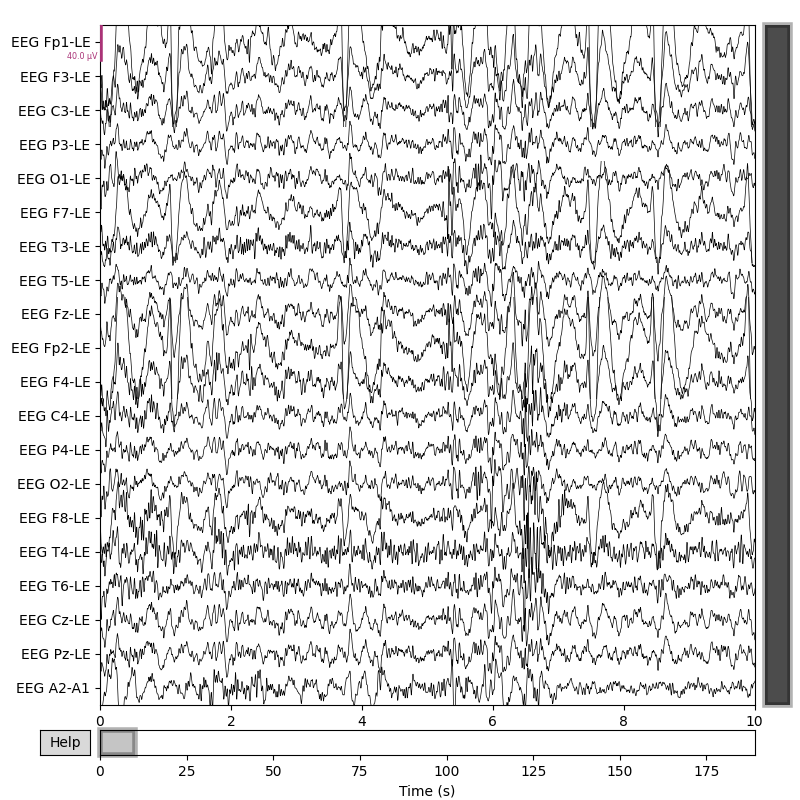 EEG Fp1-LE
40.0 µV
EEG F3-LE
EEG C3-LE
EEG P3-LE
EEG O1-LE
EEG F7-LE
EEG T3-LE
EEG T5-LE
EEG Fz-LE
EEG Fp2-LE
EEG F4-LE
EEG C4-LE
EEG P4-LE
EEG O2-LE
EEG F8-LE
EEG T4-LE
EEG T6-LE
EEG Cz-LE
EEG Pz-LE
EEG A2-A1
0 2 4 6 8 10
Help
0 25 50 75 100 125 150 175
Time (s)